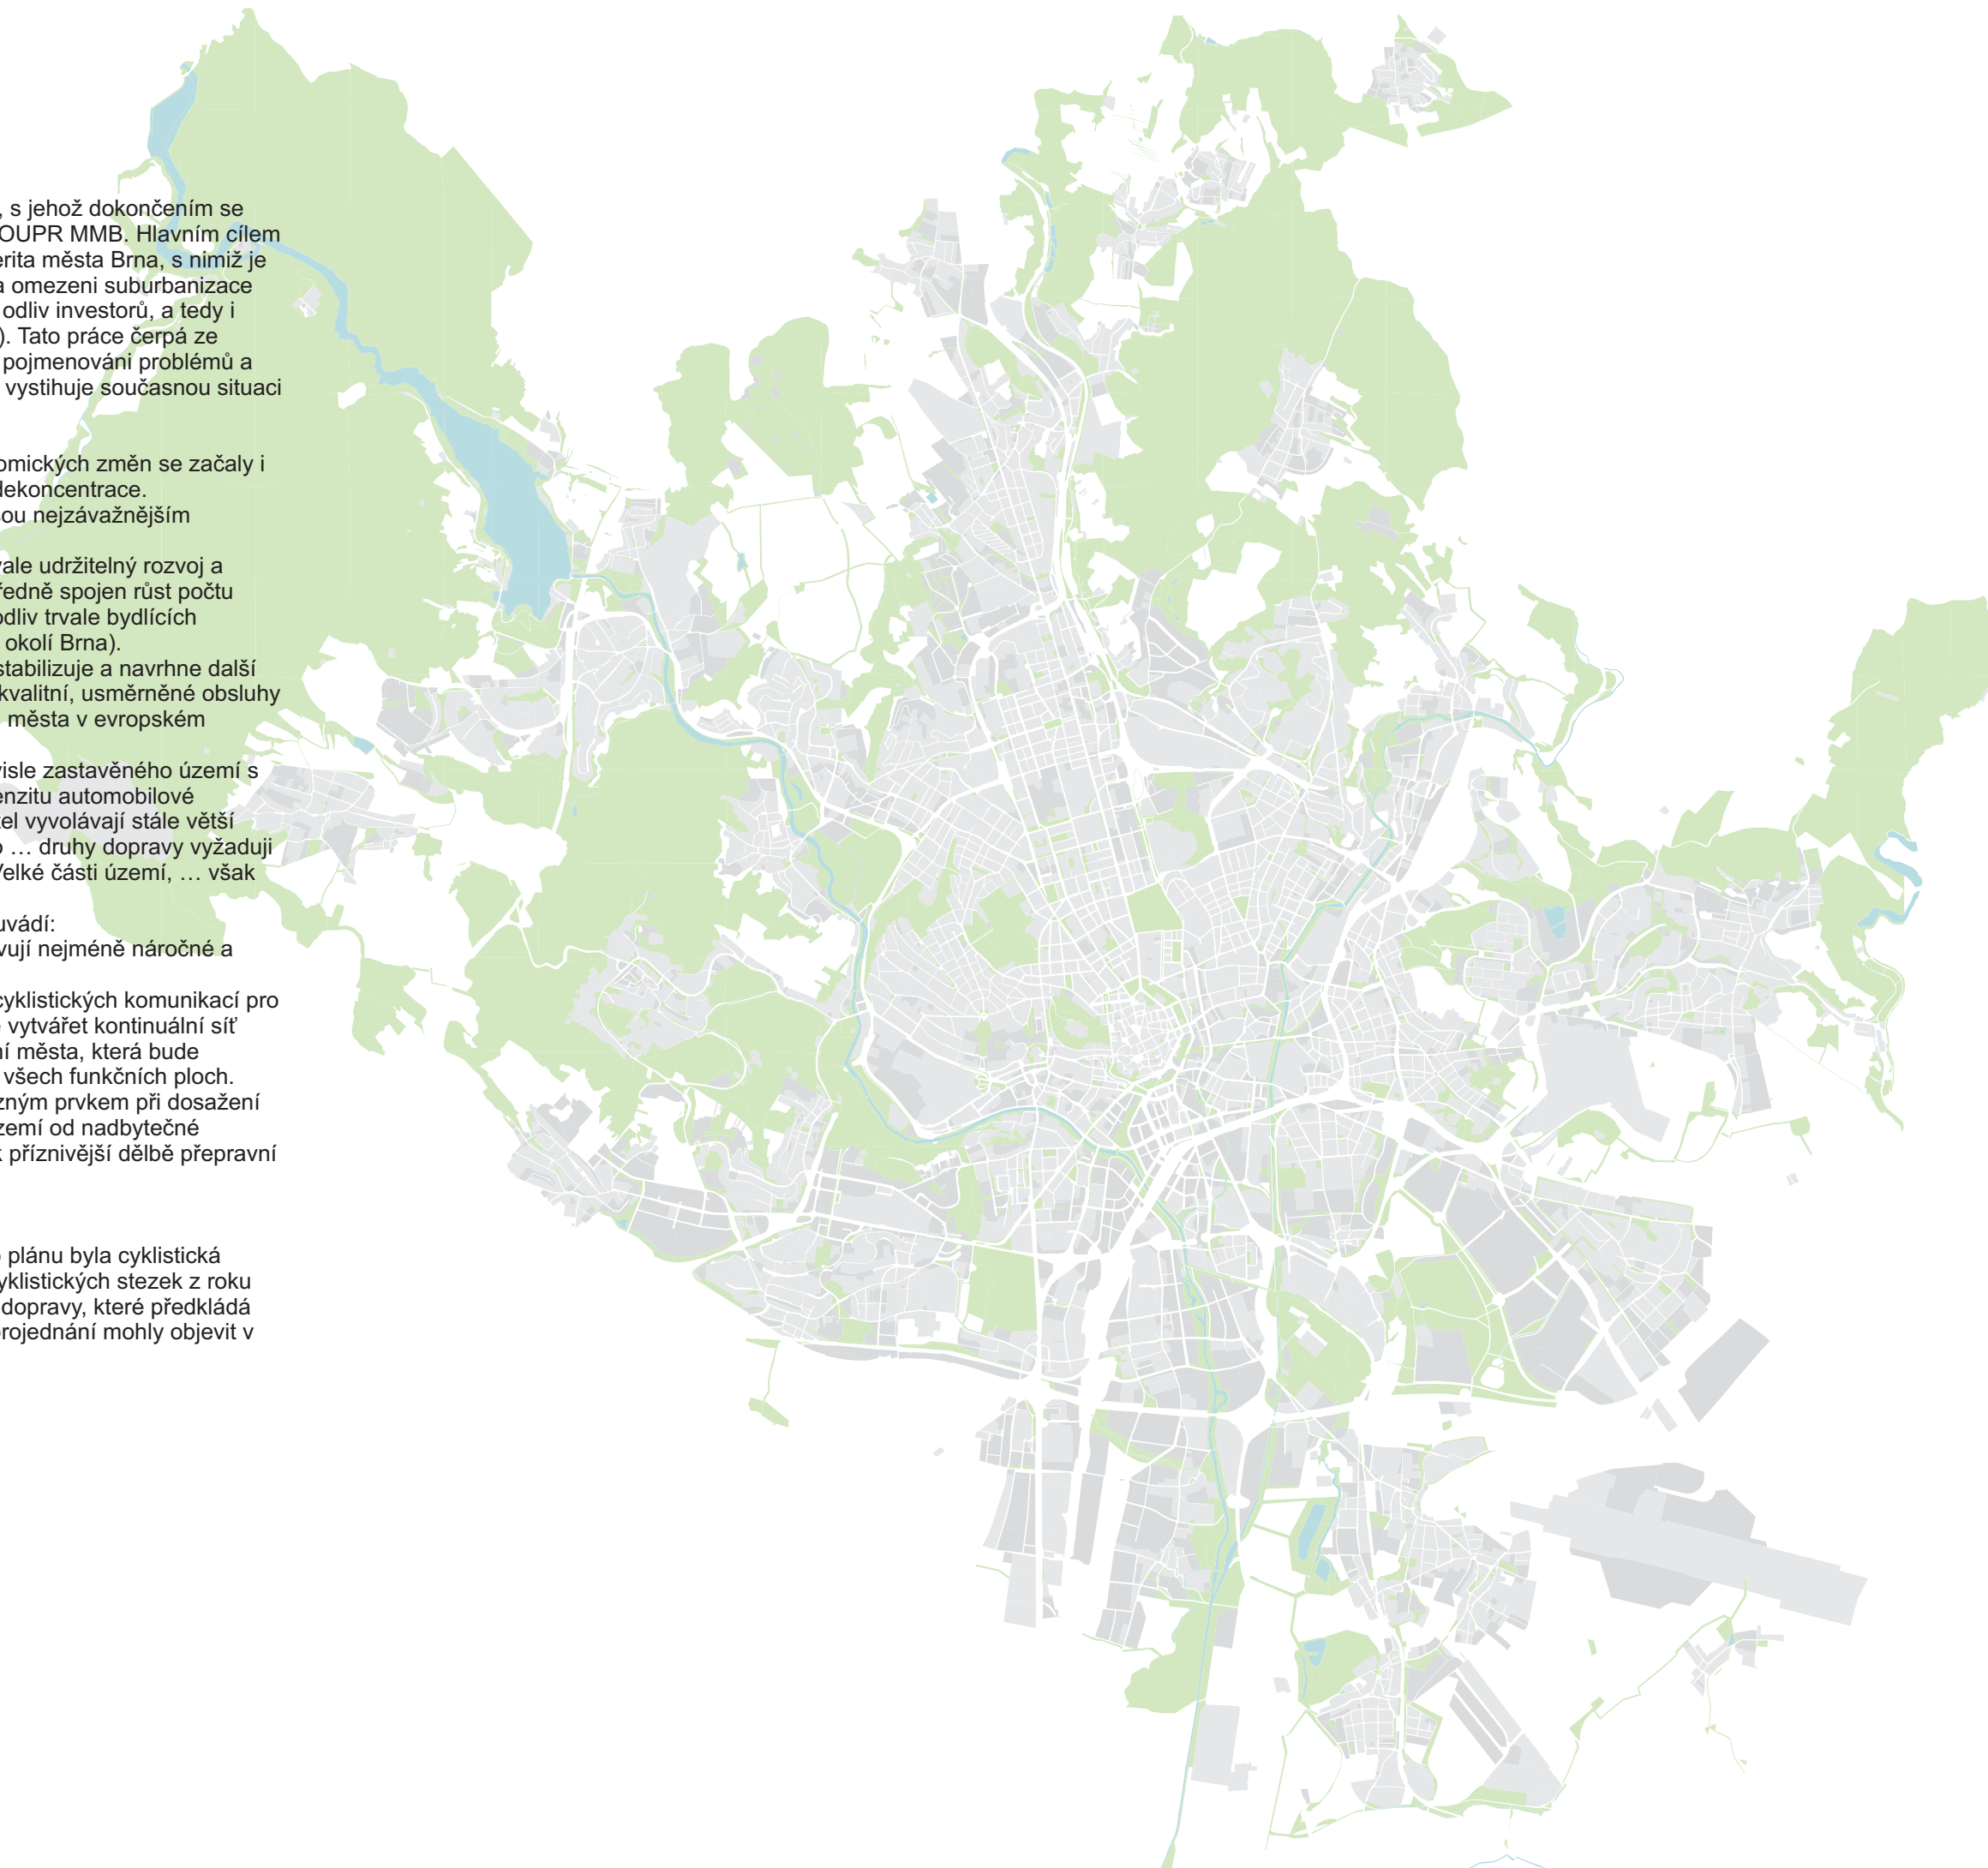 , s jehož dokončením se
OUPR MMB. Hlavním cílem
erita města Brna, s nimiž je
a omezeni suburbanizace
odliv investorů, a tedy i
). Tato práce čerpá ze
pojmenováni problémů a
vystihuje současnou situaci
omických změn se začaly i
dekoncentrace.
sou nejzávažnějším
vale udržitelný rozvoj a
ředně spojen růst počtu
odliv trvale bydlících
okolí Brna).
stabilizuje a navrhne další
kvalitní, usměrněné obsluhy
města v evropském
visle zastavěného území s
enzitu automobilové
tel vyvolávají stále větší
o … druhy dopravy vyžaduji
Velké části území, … však
uvádí:
vují nejméně náročné a
cyklistických komunikací pro
e vytvářet kontinuální síť
ní města, která bude
všech funkčních ploch.
zným prvkem při dosažení
zemí od nadbytečné
k příznivější dělbě přepravní
o plánu byla cyklistická
yklistických stezek z roku
dopravy, které předkládá
projednání mohly objevit v